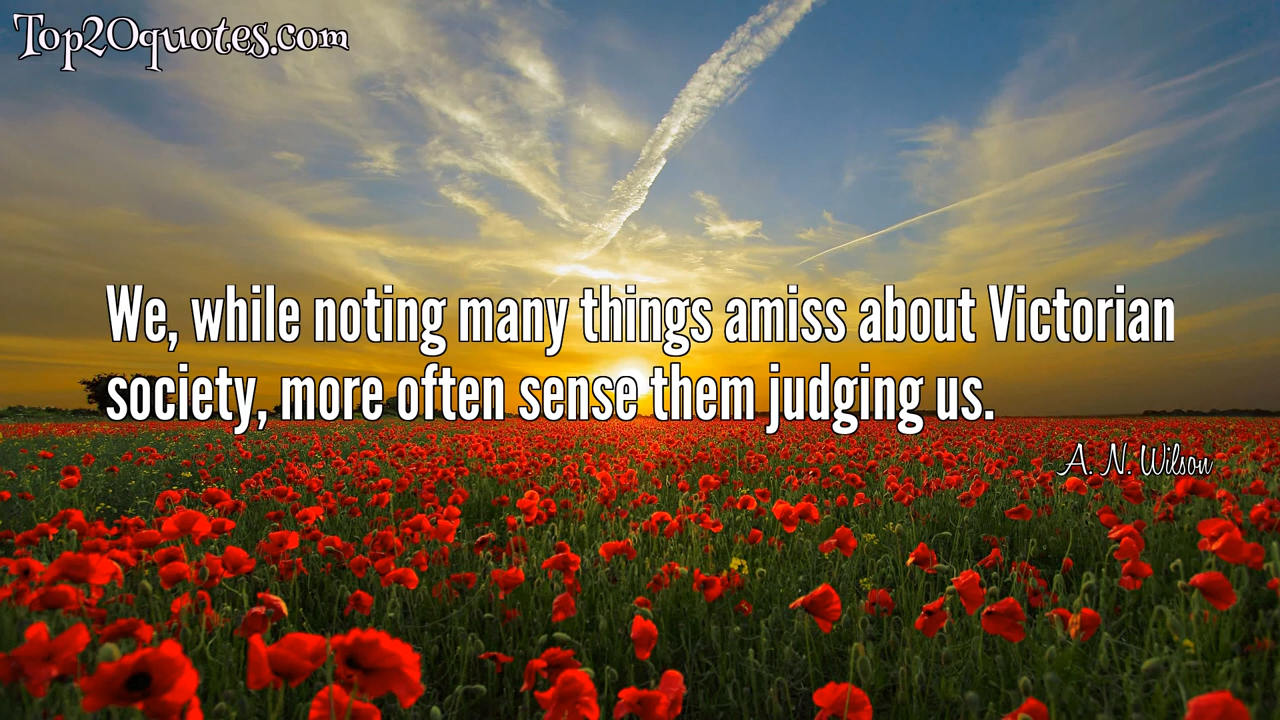 Top20quotes.com
We, while noting many things amiss about Victorian
society, more often sense them judging us.
A. N. Wilson